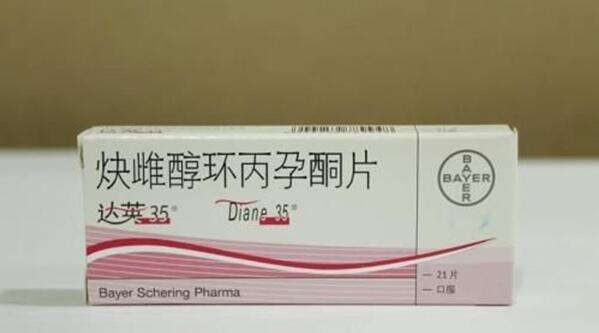 炔雌醇环丙孕酮片
达英-35® Diane-35®
BAYER
BAYER
Bayer Schering Pharma
— 21片
— 口服